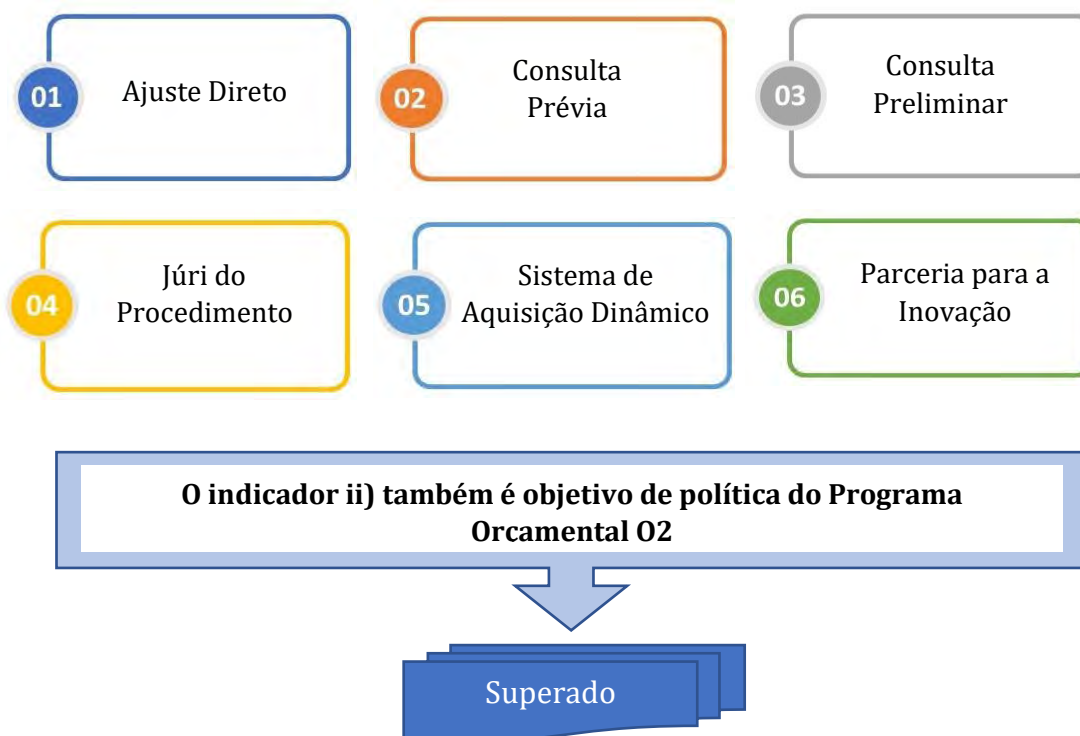 01
Ajuste Direto
02
Consulta
Prévia
03
Consulta
Preliminar
04
Júri do
Procedimento
05
Sistema de
Aquisição Dinâmico
06
Parceria para a
Inovação
O indicador ii) também é objetivo de política do Programa
Orcamental O2
Superado